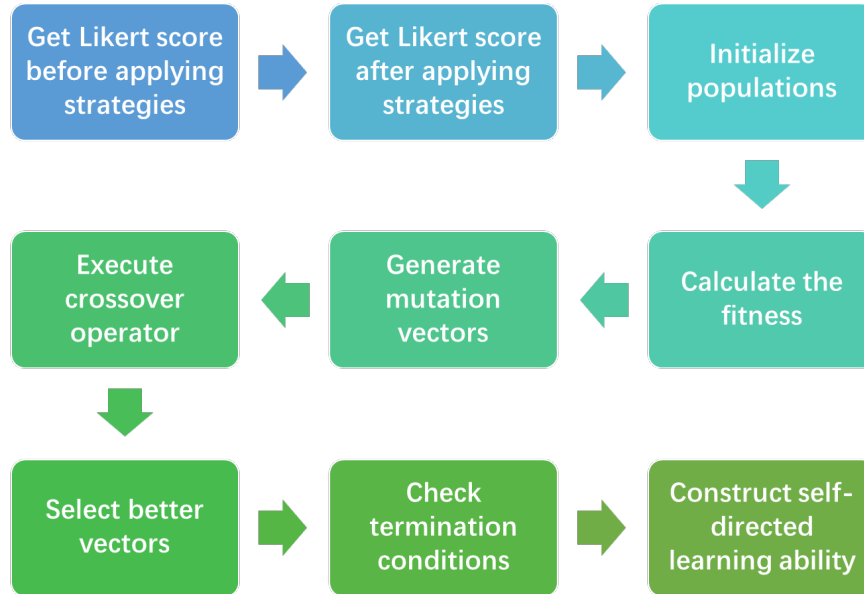 Get Likert score
before applying
strategies
Get Likert score
after applying
strategies
Initialize
populations
Calculate the
fitness
Generate
mutation
vectors
Execute
crossover
operator
Select better
vectors
Check
termination
conditions
Construct self-
directed
learning ability